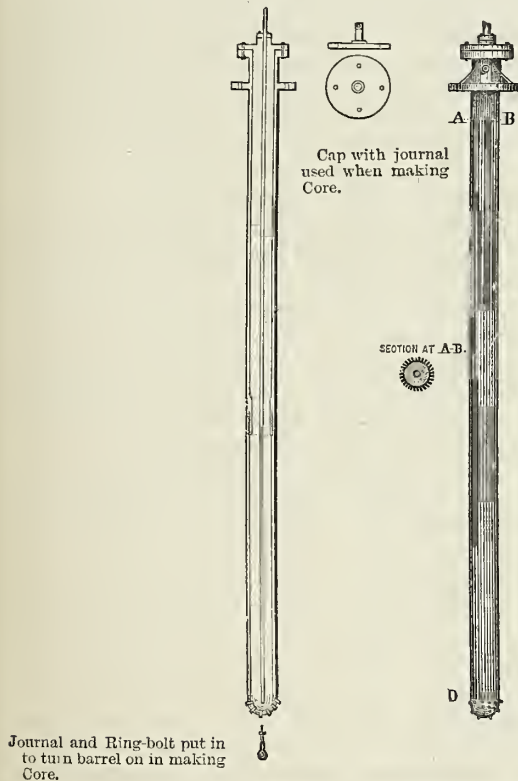 A B
Cap with journal
used when making
Core.
SECTION AT A-B.
D
Journal and Ring-bolt put in
to turn barrel on in making
Core.